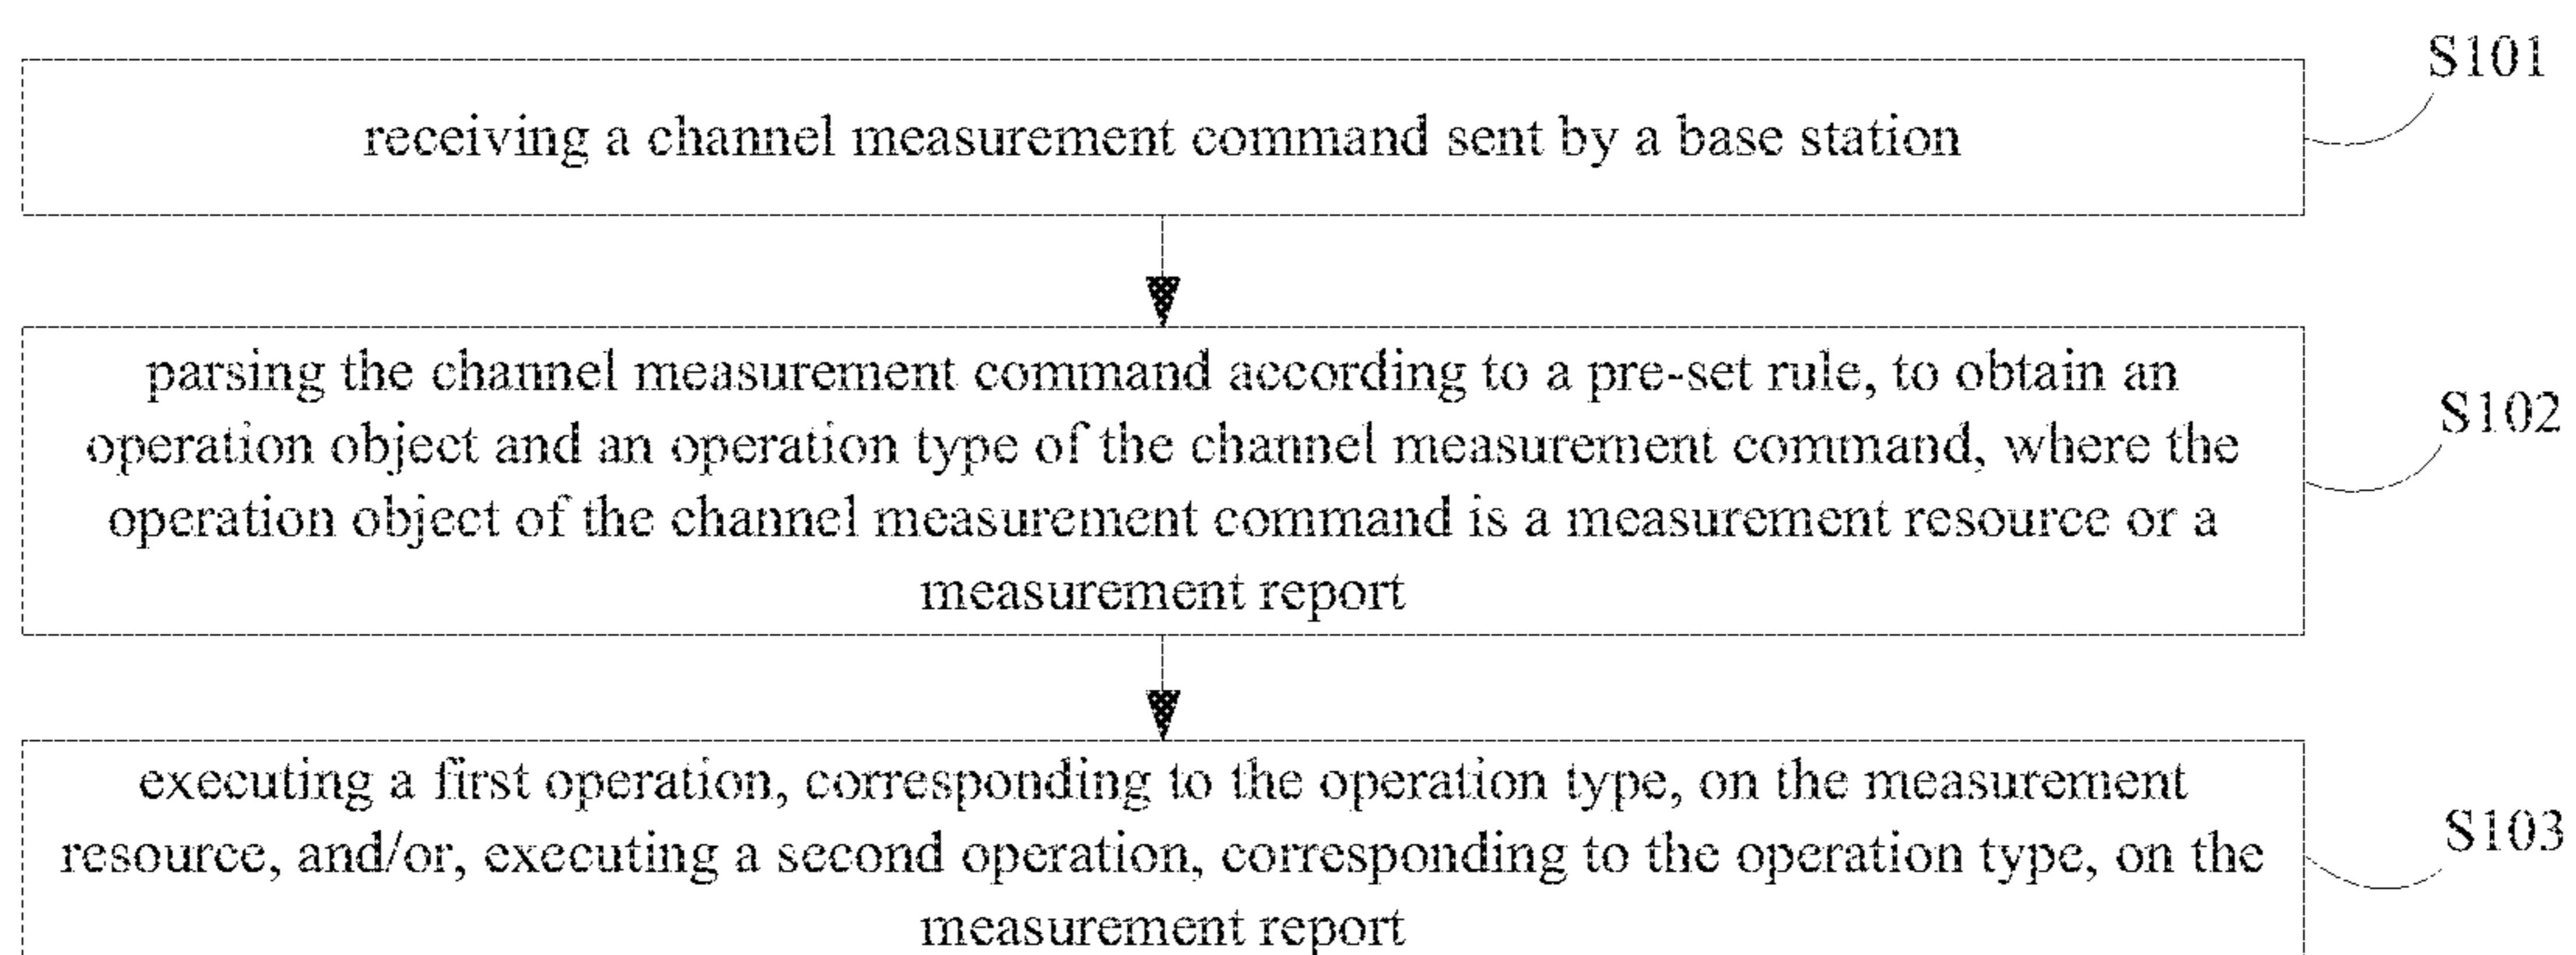 S101
receiving a channel measurement command sent by a base station
parsing the channel measurement command according to a pre-set rule, to obtain an
operation object and an operation type of the channel measurement command, where the
operation object of the channel measurement command is a measurement resource or a
measurement report
S102
executing a first operation, corresponding to the operation type, on the measurement
resource, and/or, executing a second operation, corresponding to the operation type, on the
measurement report
S103